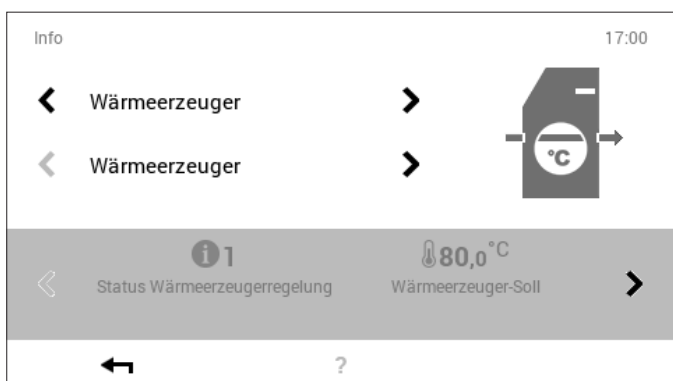 Info 17:00
Wärmeerzeuger
Wärmeerzeuger
°C
1 80,0°C
Status Wärmeerzeugerregelung Wärmeerzeuger-Soll
?